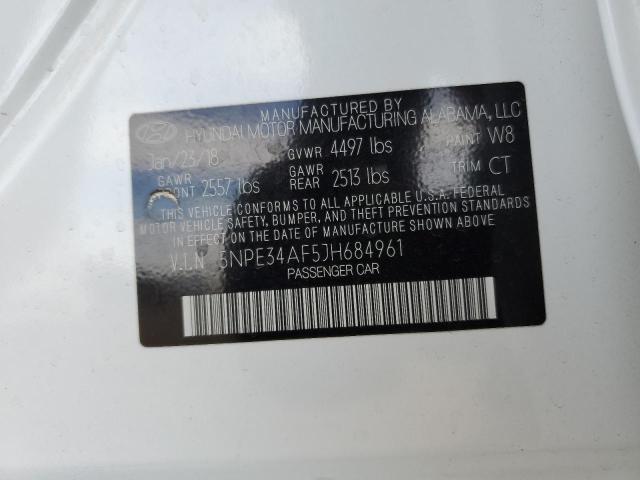 MANUFACTURED BY
HYUNDAI MOTOR MANUFACTURING ALABAMA, LLC
Jan/23/18 GVWR 4497 lbs PAINT W8
GAWR FRONT 2557 lbs GAWR REAR 2513 lbs TRIM CT
THIS VEHICLE CONFORMS TO ALL APPLICABLE U.S.A. FEDERAL
MOTOR VEHICLE SAFETY, BUMPER, AND THEFT PREVENTION STANDARDS
IN EFFECT ON THE DATE OF MANUFACTURE SHOWN ABOVE.
V.I.N 5NPE34AF5JH684961
PASSENGER CAR